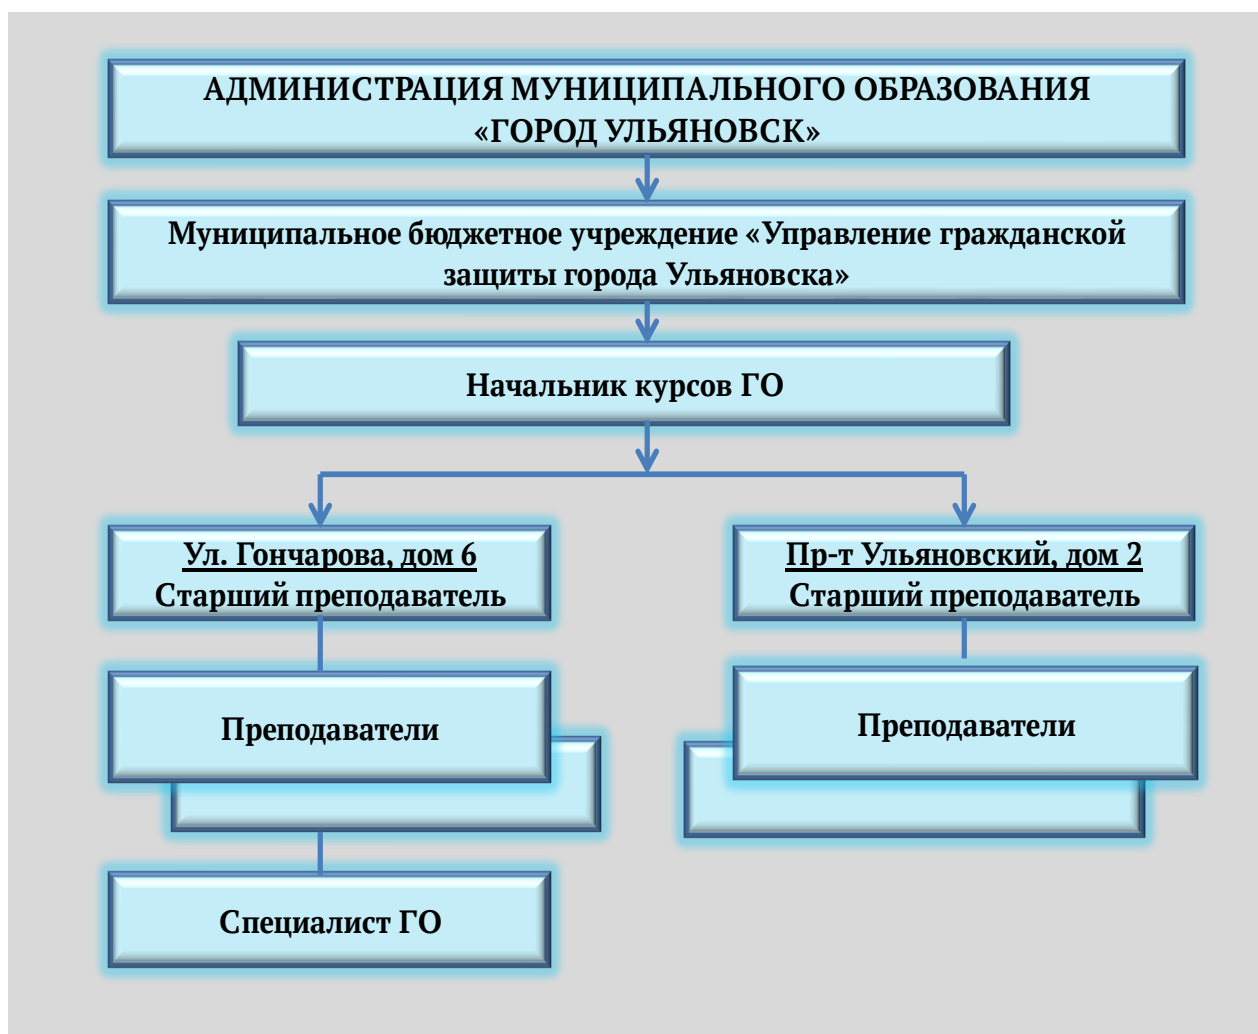 АДМИНИСТРАЦИЯ МУНИЦИПАЛЬНОГО ОБРАЗОВАНИЯ
«ГОРОД УЛЬЯНОВСК»
Муниципальное бюджетное учреждение «Управление гражданской
защиты города Ульяновска»
Начальник курсов ГО
Ул. Гончарова, дом 6
Старший преподаватель
Пр-т Ульяновский, дом 2
Старший преподаватель
Преподаватели
Преподаватели
Специалист ГО